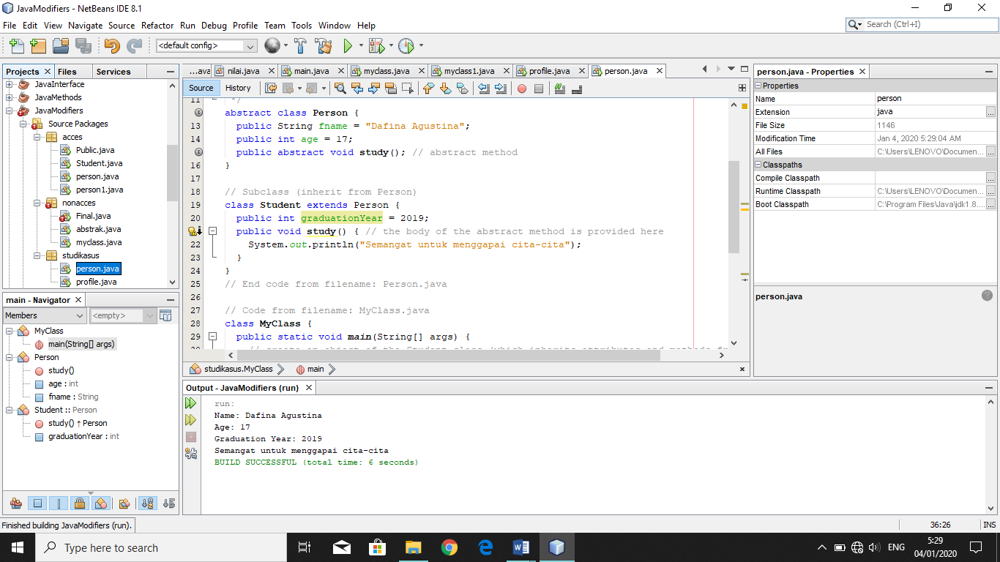 JavaModifiers - NetBeans IDE 8.1
File Edit View Navigate Source Refactor Run Debug Profile Team Tools Window Help
Search (Ctrl+I)
<default config>
Projects Files Services
JavaInterface
JavaMethods
JavaModifiers
Source Packages
acces
Public.java
Student.java
person.java
person1.java
nonacces
Final.java
abstrak.java
myclass.java
studikasus
person.java
profile.java
main - Navigator
Members <empty>
MyClass
main(String[] args)
Person
study()
age : int
fname : String
Student :: Person
study() ↑ Person
graduationYear : int
...ava nilai.java main.java myclass.java myclass1.java profile.java person.java
Source History
11 */
abstract class Person {
13 public String fname = "Dafina Agustina";
14 public int age = 17;
public abstract void study(); // abstract method
16 }
17
18 // Subclass (inherit from Person)
19 class Student extends Person {
20 public int graduationYear = 2019;
public void study() { // the body of the abstract method is provided here
22 System.out.println("Semangat untuk menggapai cita-cita");
23 }
24 }
25 // End code from filename: Person.java
26
27 // Code from filename: MyClass.java
28 class MyClass {
29 public static void main(String[] args) {
// create an object of the Student class (which inherits attributes and methods f
studikasus.MyClass main
person.java - Properties
Properties
Name person
Extension java
File Size 1146
Modification Time Jan 4, 2020 5:29:04 AM
All Files C:\Users\LENOVO\Documen...
Classpaths
Compile Classpath
Runtime Classpath C:\Users\LENOVO\Documen...
Boot Classpath C:\Program Files\Java\jdk1.8....
person.java
Output - JavaModifiers (run)
run:
Name: Dafina Agustina
Age: 17
Graduation Year: 2019
Semangat untuk menggapai cita-cita
BUILD SUCCESSFUL (total time: 6 seconds)
Finished building JavaModifiers (run).
36:26 INS
Type here to search
ENG
5:29
04/01/2020